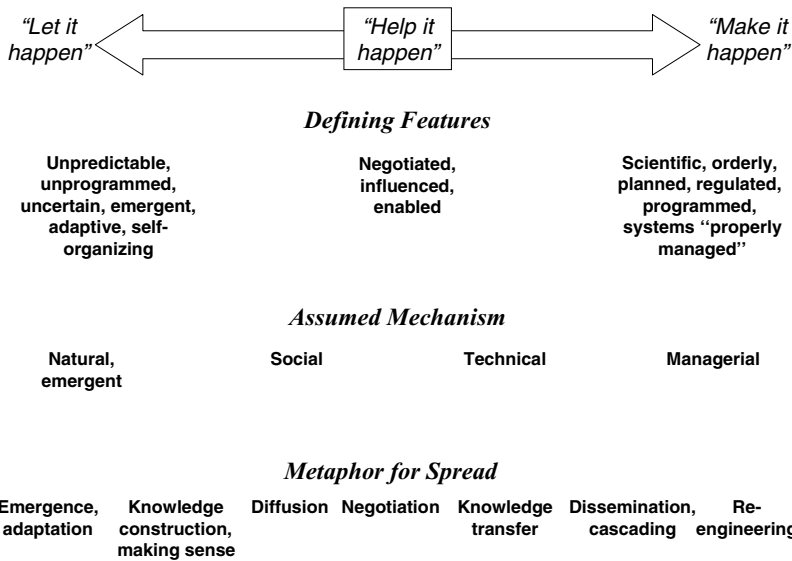 “Let it
happen”
“Help it
happen”
“Make it
happen”
Defining Features
Unpredictable,
unprogrammed,
uncertain, emergent,
adaptive, self-
organizing
Negotiated,
influenced,
enabled
Scientific, orderly,
planned, regulated,
programmed,
systems ‘‘properly
managed’’
Assumed Mechanism
Natural,
emergent
Social
Technical
Managerial
Metaphor for Spread
Emergence,
adaptation
Knowledge
construction,
making sense
Diffusion
Negotiation
Knowledge
transfer
Dissemination,
cascading
Re-
engineering